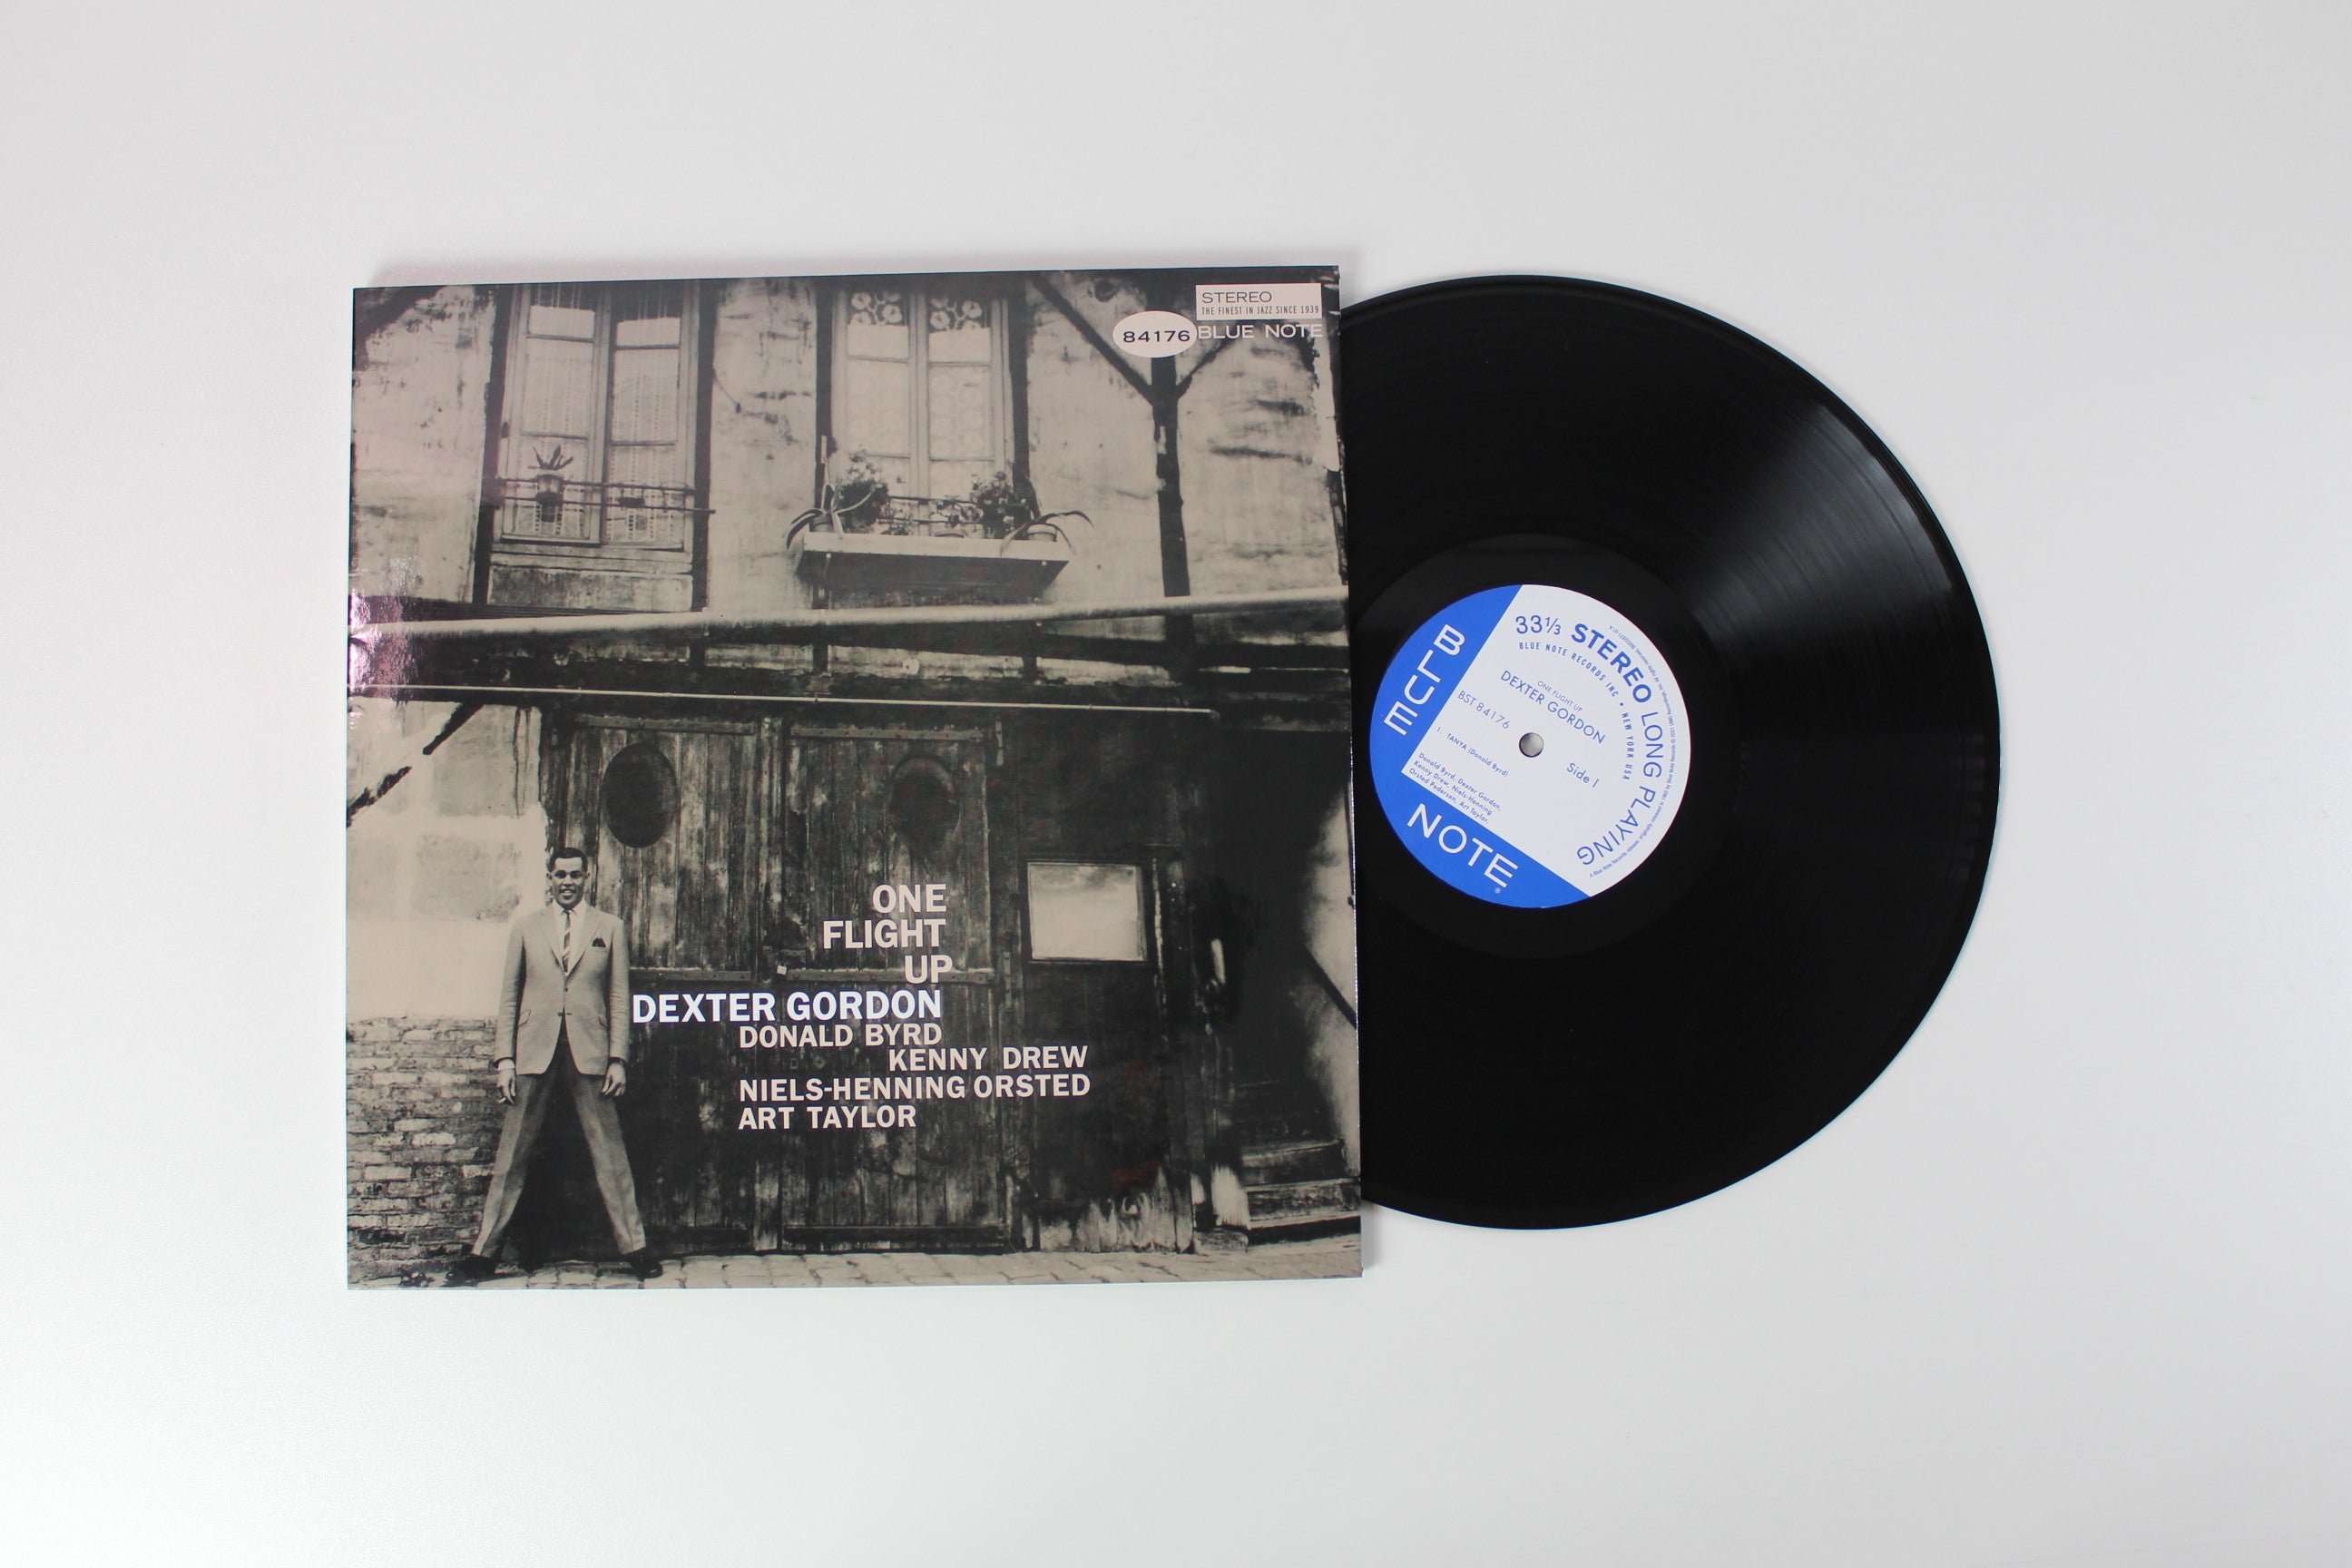 STEREO
THE FINEST IN JAZZ SINCE 1939
84176 BLUE NOTE
ONE
FLIGHT
UP
DEXTER GORDON
DONALD BYRD
KENNY DREW
NIELS-HENNING ORSTED
ART TAYLOR
BLUE
NOTE
®
33⅓ STEREO LONG PLAYING
BLUE NOTE RECORDS INC • NEW YORK USA
ONE FLIGHT UP
DEXTER GORDON
BST 84176
Side 1
1. TANYA (Donald Byrd)
Donald Byrd, Dexter Gordon,
Kenny Drew, Niels-Henning
Orsted Pedersen, Art Taylor